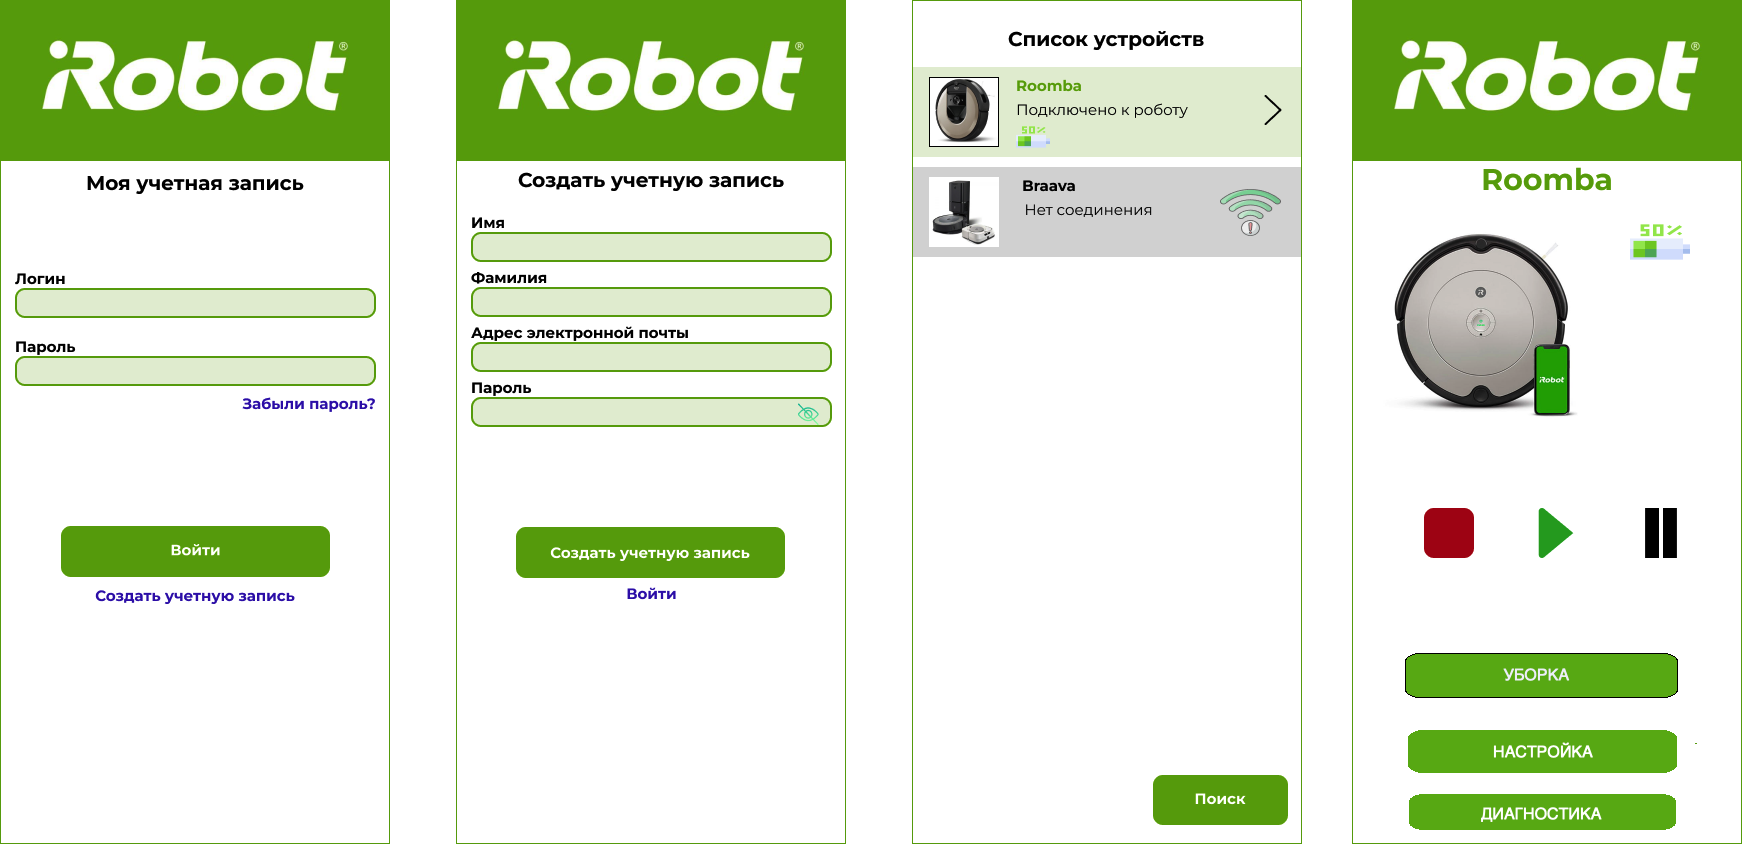 iRobot®
Моя учетная запись
Логин
Пароль
Забыли пароль?
Войти
Создать учетную запись
iRobot®
Создать учетную запись
Имя
Фамилия
Адрес электронной почты
Пароль
Создать учетную запись
Войти
Список устройств
Roomba
Подключено к роботу
50%
Braava
Нет соединения
Поиск
iRobot®
Roomba
50%
iRobot
УБОРКА
НАСТРОЙКА
ДИАГНОСТИКА